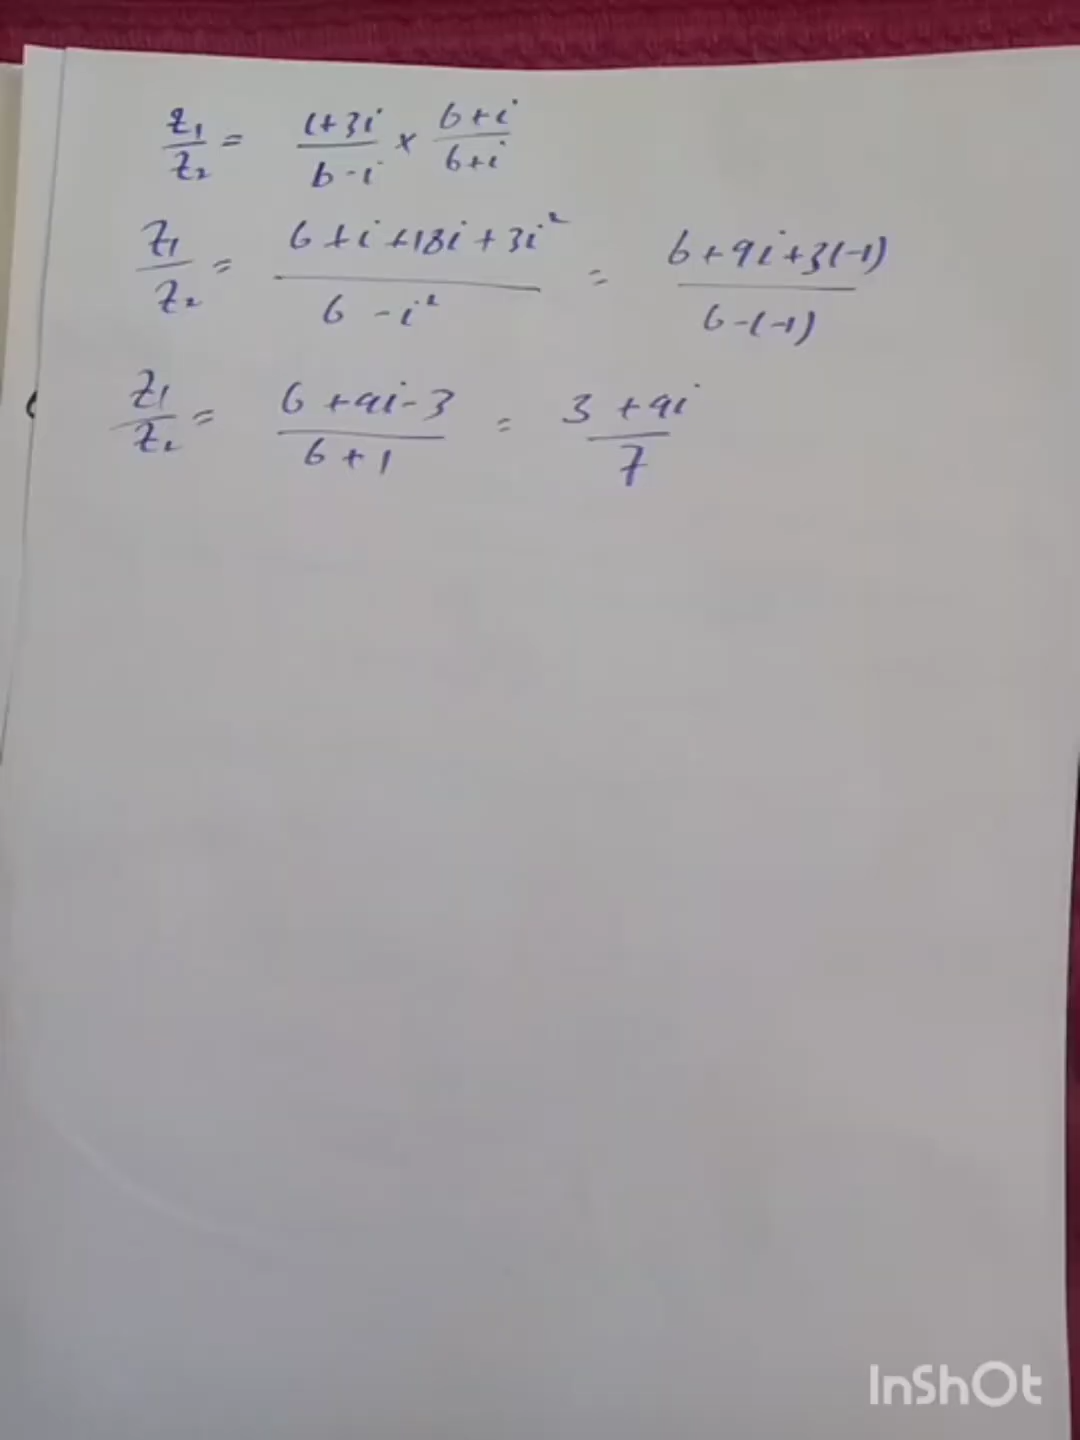 z₁/z₂ = (1+3i)/(6-i) × (6+i)/(6+i)
z₁/z₂ = (6+i+18i+3i²)/(6-i²) = (6+9i+3(-1))/(6-(-1))
z₁/z₂ = (6+9i-3)/(6+1) = (3+9i)/7
InShOt